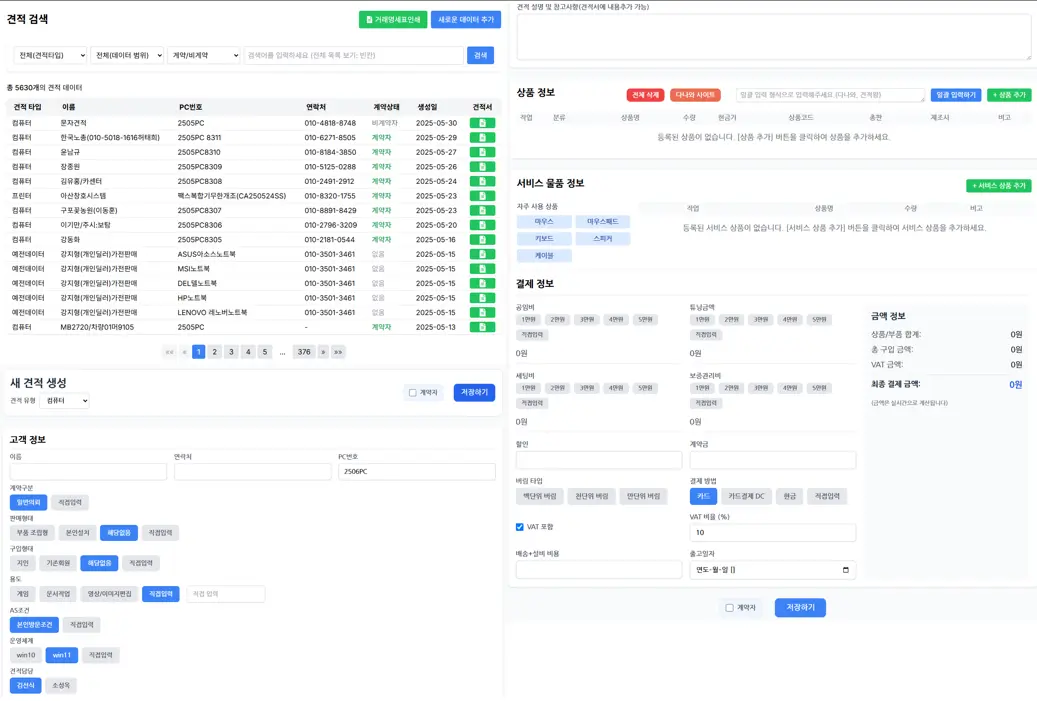 견적 검색
거래명세표인쇄 새로운 데이터 추가
전체(견적타입) 전체(데이터 범위) 계약/비계약 검색어를 입력하세요 (전체 목록 보기: 빈칸) 검색
총 5630개의 견적 데이터
견적 타입 이름 PC번호 연락처 계약상태 생성일 견적서
컴퓨터 문자견적 2505PC 010-4818-8748 비계약자 2025-05-30
컴퓨터 한국노총(010-5018-1616하태희) 2505PC 8311 010-6271-8505 계약자 2025-05-29
컴퓨터 윤남규 2505PC8310 010-8184-3850 계약자 2025-05-27
컴퓨터 장종원 2505PC8309 010-5125-0288 계약자 2025-05-26
컴퓨터 김유홍/카센터 2505PC8308 010-2491-2912 계약자 2025-05-24
프린터 아산창호시스템 팩스복합기무한개조(CA250524SS) 010-8320-1755 계약자 2025-05-23
컴퓨터 구포꽃농원(이동훈) 2505PC8307 010-8891-8429 계약자 2025-05-23
컴퓨터 이기만/주시:보탐 2505PC8306 010-2796-3209 계약자 2025-05-20
컴퓨터 강동화 2505PC8305 010-2181-0544 계약자 2025-05-16
예전데이터 강지형(개인딜러)가전판매 ASUS아소스노트북 010-3501-3461 없음 2025-05-15
예전데이터 강지형(개인딜러)가전판매 MSI노트북 010-3501-3461 없음 2025-05-15
예전데이터 강지형(개인딜러)가전판매 DEL델노트북 010-3501-3461 없음 2025-05-15
예전데이터 강지형(개인딜러)가전판매 HP노트북 010-3501-3461 없음 2025-05-15
예전데이터 강지형(개인딜러)가전판매 LENOVO 레노버노트북 010-3501-3461 없음 2025-05-15
컴퓨터 MB2720/차량01머9105 2505PC - 계약자 2025-05-13
«« « 1 2 3 4 5 ... 376 » »»
새 견적 생성
견적 유형 컴퓨터 계약자 저장하기
고객 정보
이름 연락처 PC번호
2506PC
계약구분
일반의뢰 직접입력
판매형태
부품 조립형 본인설치 해당없음 직접입력
구입형태
지인 기존회원 해당없음 직접입력
용도
게임 문서작업 영상/이미지편집 직접입력 직접 입력
AS조건
본인방문조건 직접입력
운영체계
win10 win11 직접입력
견적담당
김선식 소성옥
견적 설명 및 참고사항(견적서에 내용추가 가능)
상품 정보 전체 삭제 다나와 사이트 일괄 입력 형식으로 입력해주세요.(다나와, 견적왕) 일괄 입력하기 + 상품 추가
작업 분류 상품명 수량 현금가 상품코드 총판 제조사 비고
등록된 상품이 없습니다. [상품 추가] 버튼을 클릭하여 상품을 추가하세요.
서비스 물품 정보 + 서비스 상품 추가
자주 사용 상품 작업 상품명 수량 비고
마우스 마우스패드
키보드 스피커
케이블
등록된 서비스 상품이 없습니다. [서비스 상품 추가] 버튼을 클릭하여 서비스 상품을 추가하세요.
결제 정보
공임비 튜닝금액
1만원 2만원 3만원 4만원 5만원 1만원 2만원 3만원 4만원 5만원
직접입력 직접입력
0원 0원
세팅비 보증관리비
1만원 2만원 3만원 4만원 5만원 1만원 2만원 3만원 4만원 5만원
직접입력 직접입력
0원 0원
할인 계약금
버림 타입 결제 방법
백단위 버림 천단위 버림 만단위 버림 카드 카드결제 DC 현금 직접입력
VAT 포함 VAT 비율 (%)
10
배송+설비 비용 출고일자
연도-월-일
금액 정보
상품/부품 합계: 0원
총 구입 금액: 0원
VAT 금액: 0원
최종 결제 금액: 0원
(금액은 실시간으로 계산됩니다)
계약자 저장하기